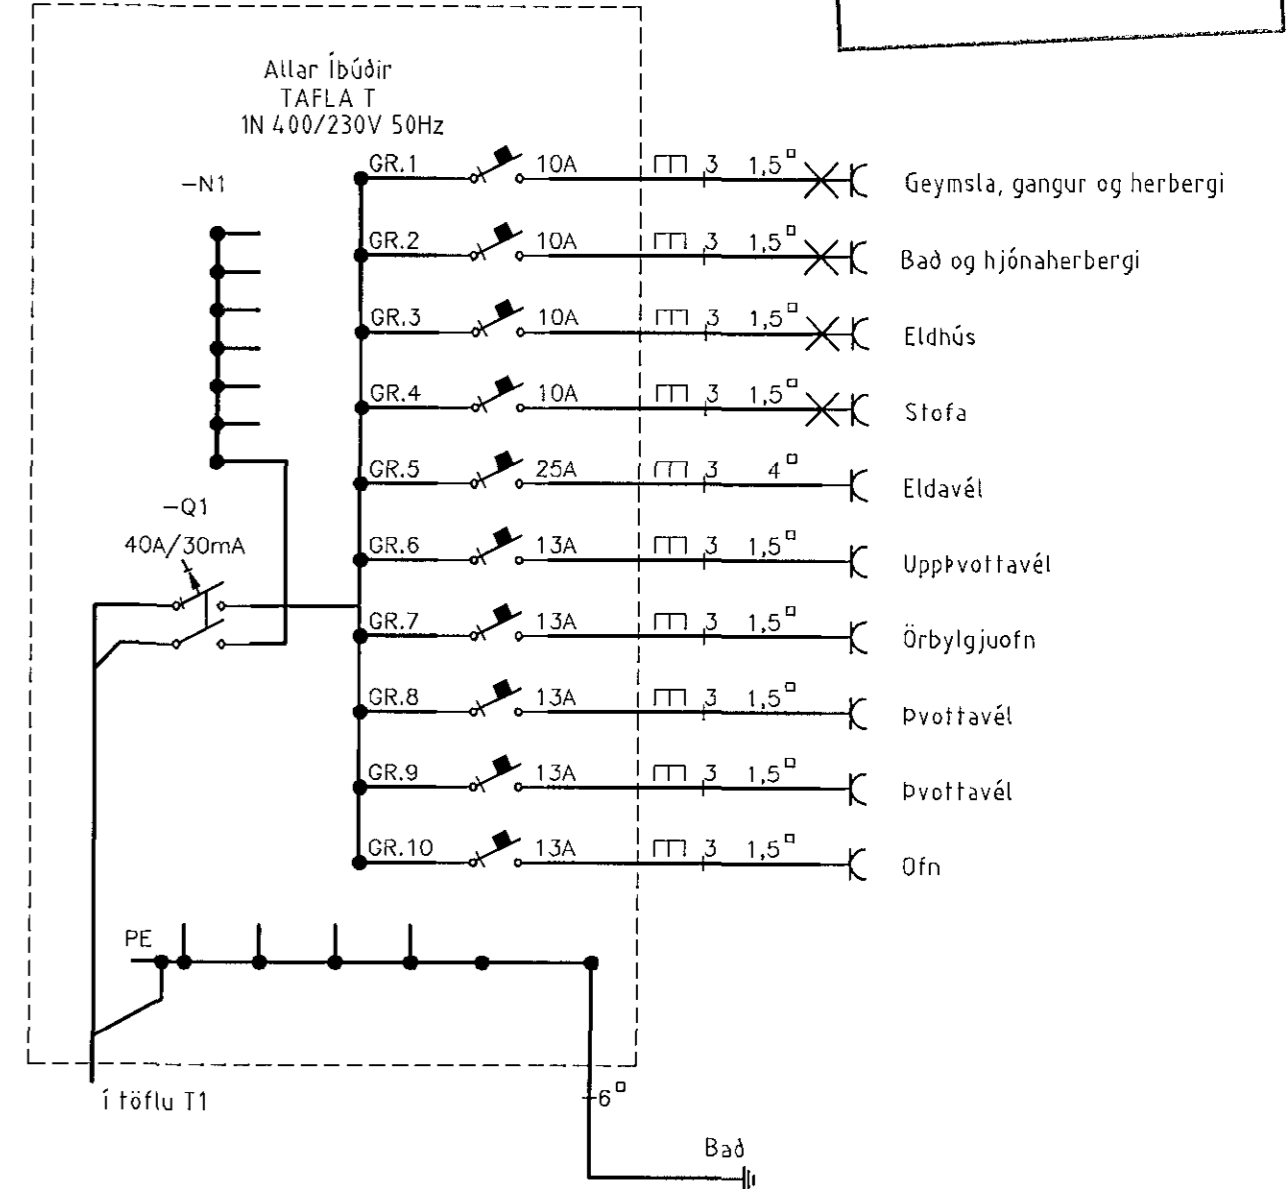 Allar Íbúðir
TAFLA T
1N 400/230V 50Hz
-N1
GR.1 10A 3 1,5□ Geymsla, gangur og herbergi
GR.2 10A 3 1,5□ Bað og hjónaherbergi
GR.3 10A 3 1,5□ Eldhús
GR.4 10A 3 1,5□ Stofa
GR.5 25A 3 4□ Eldavél
-Q1
40A/30mA
GR.6 13A 3 1,5□ UppÞvottavél
GR.7 13A 3 1,5□ Örbylgjuofn
GR.8 13A 3 1,5□ Þvottavél
GR.9 13A 3 1,5□ Þvottavél
GR.10 13A 3 1,5□ Ofn
PE
í töflu T1
6□
Bað